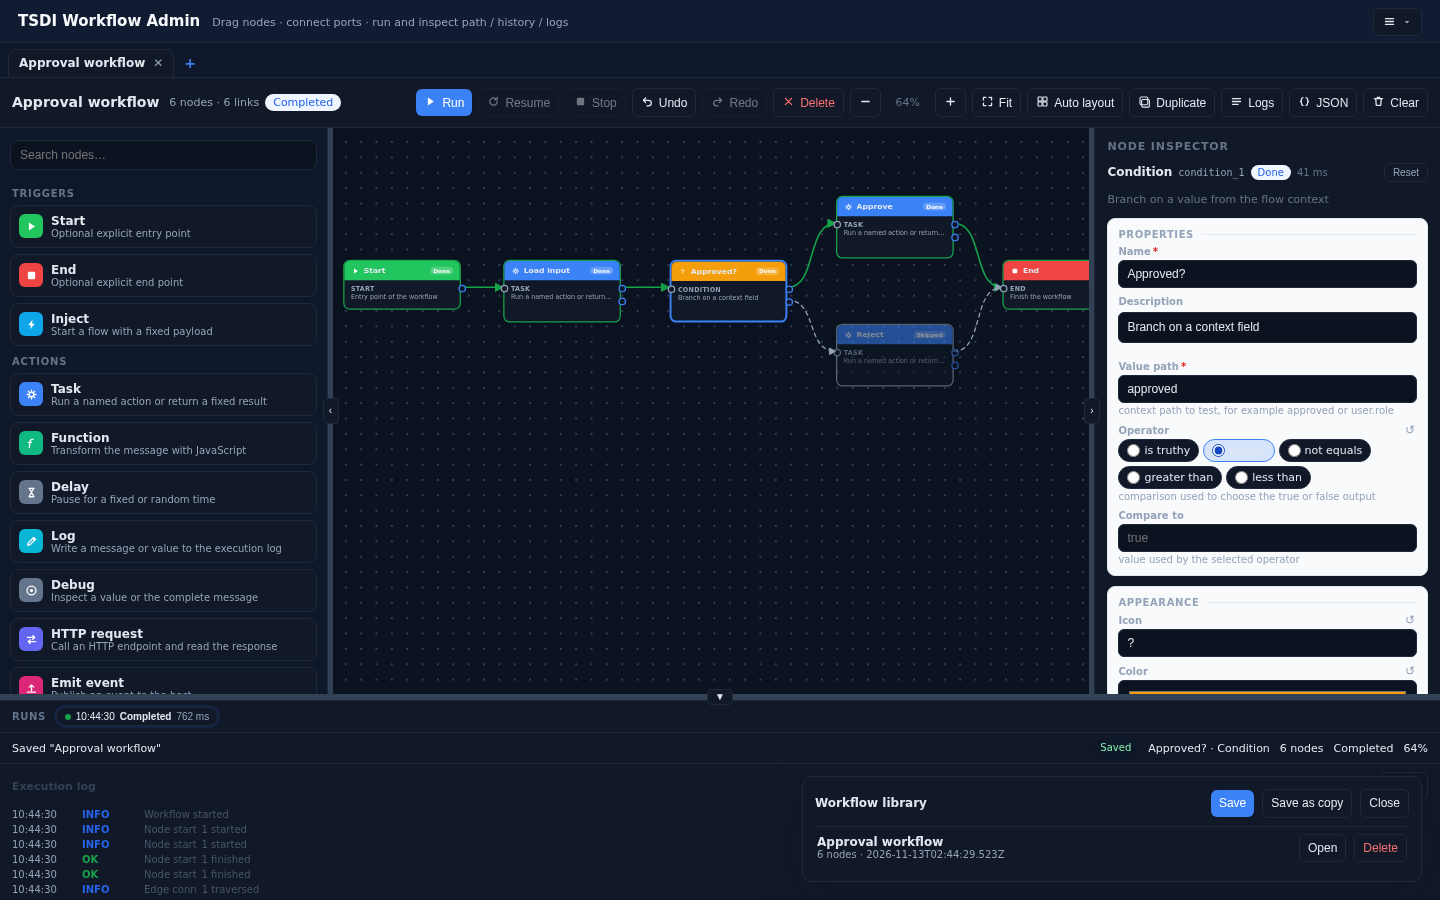 TSDI Workflow Admin
Drag nodes · connect ports · run and inspect path / history / logs
Approval workflow ✕ +
Approval workflow 6 nodes · 6 links Completed
Run Resume Stop Undo Redo Delete 64% Fit Auto layout Duplicate Logs JSON Clear
Search nodes…
TRIGGERS
Start
Optional explicit entry point
End
Optional explicit end point
Inject
Start a flow with a fixed payload
ACTIONS
Task
Run a named action or return a fixed result
Function
Transform the message with JavaScript
Delay
Pause for a fixed or random time
Log
Write a message or value to the execution log
Debug
Inspect a value or the complete message
HTTP request
Call an HTTP endpoint and read the response
Emit event
Start Done
START
Entry point of the workflow
Load input Done
TASK
Run a named action or return…
? Approved? Done
CONDITION
Branch on a context field
Approve Done
TASK
Run a named action or return…
Reject Skipped
TASK
Run a named action or return…
End
END
Finish the workflow
NODE INSPECTOR
Condition condition_1 Done 41 ms Reset
Branch on a value from the flow context
PROPERTIES
Name *
Approved?
Description
Branch on a context field
Value path *
approved
context path to test, for example approved or user.role
Operator ↺
is truthy
not equals
greater than
less than
comparison used to choose the true or false output
Compare to
true
value used by the selected operator
APPEARANCE
Icon ↺
?
Color ↺
RUNS 10:44:30 Completed 762 ms
Saved "Approval workflow"
Saved Approved? · Condition 6 nodes Completed 64%
Execution log
10:44:30 INFO Workflow started
10:44:30 INFO Node start_1 started
10:44:30 INFO Node start_1 started
10:44:30 OK Node start_1 finished
10:44:30 OK Node start_1 finished
10:44:30 INFO Edge conn_1 traversed
Workflow library Save Save as copy Close
Approval workflow
6 nodes · 2026-11-13T02:44:29.523Z
Open Delete